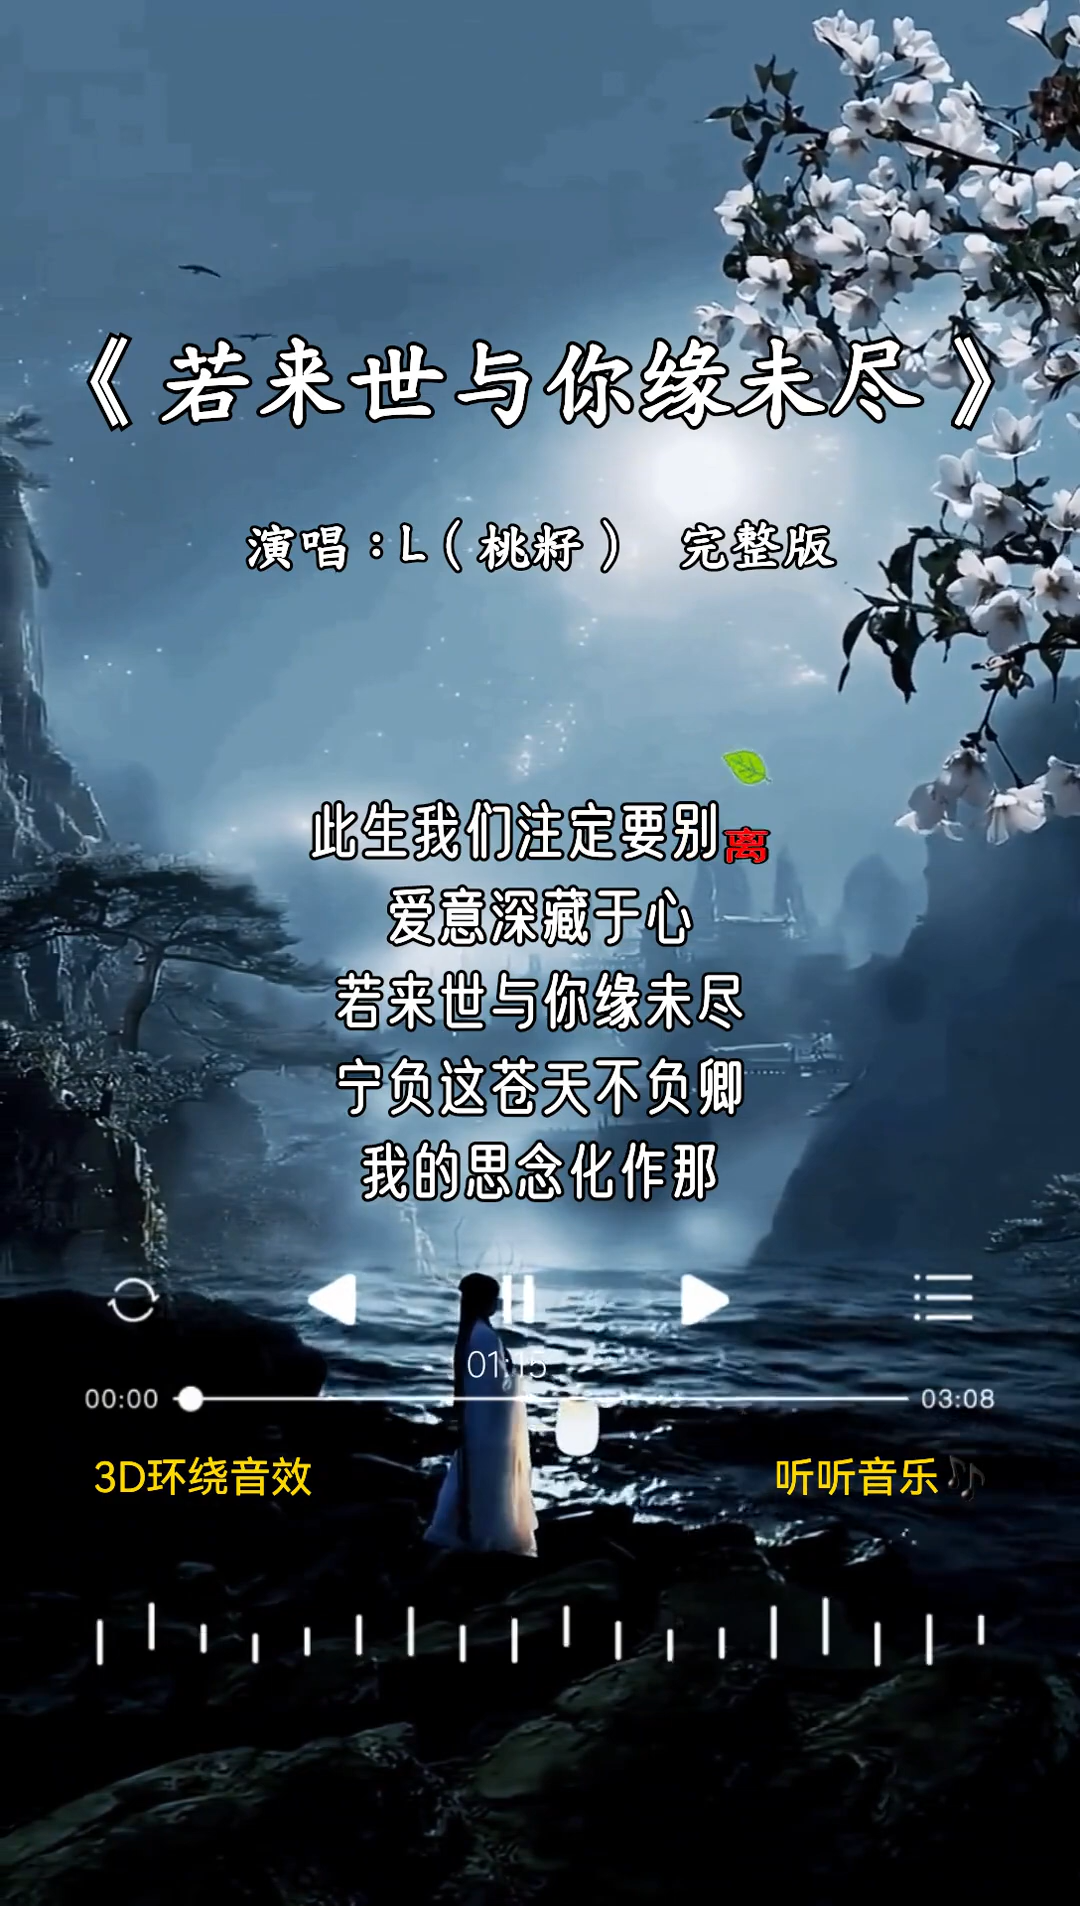 《若来世与你缘未尽》
演唱：L（桃籽） 完整版
此生我们注定要别离
爱意深藏于心
若来世与你缘未尽
宁负这苍天不负卿
我的思念化作那
01:15
00:00 03:08
3D环绕音效 听听音乐